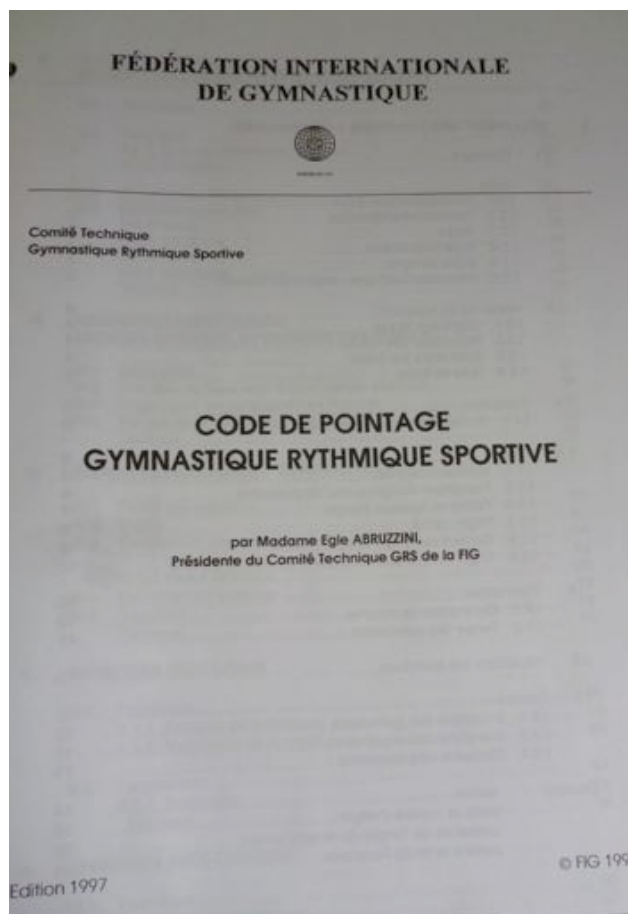 FÉDÉRATION INTERNATIONALE
DE GYMNASTIQUE
Comité Technique
Gymnastique Rythmique Sportive
CODE DE POINTAGE
GYMNASTIQUE RYTHMIQUE SPORTIVE
par Madame Egle ABRUZZINI,
Présidente du Comité Technique GRS de la FIG
© FIG 199
Edition 1997